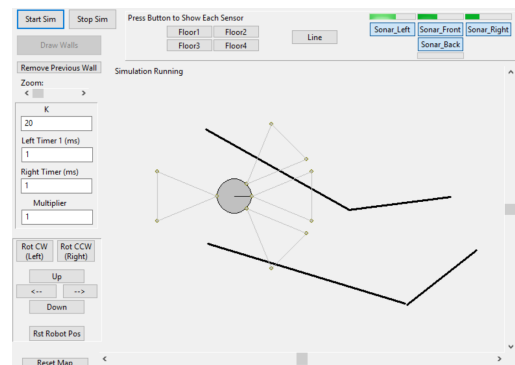 Start Sim
Stop Sim
Draw Walls
Remove Previous Wall
Zoom:
<
>
K
20
Left Timer 1 (ms)
1
Right Timer (ms)
1
Multiplier
1
Rot CW
(Left)
Rot CCW
(Right)
Up
<--
-->
Down
Rst Robot Pos
Reset Map
Press Button to Show Each Sensor
Floor1
Floor2
Floor3
Floor4
Line
Sonar_Left
Sonar_Front
Sonar_Right
Sonar_Back
Simulation Running